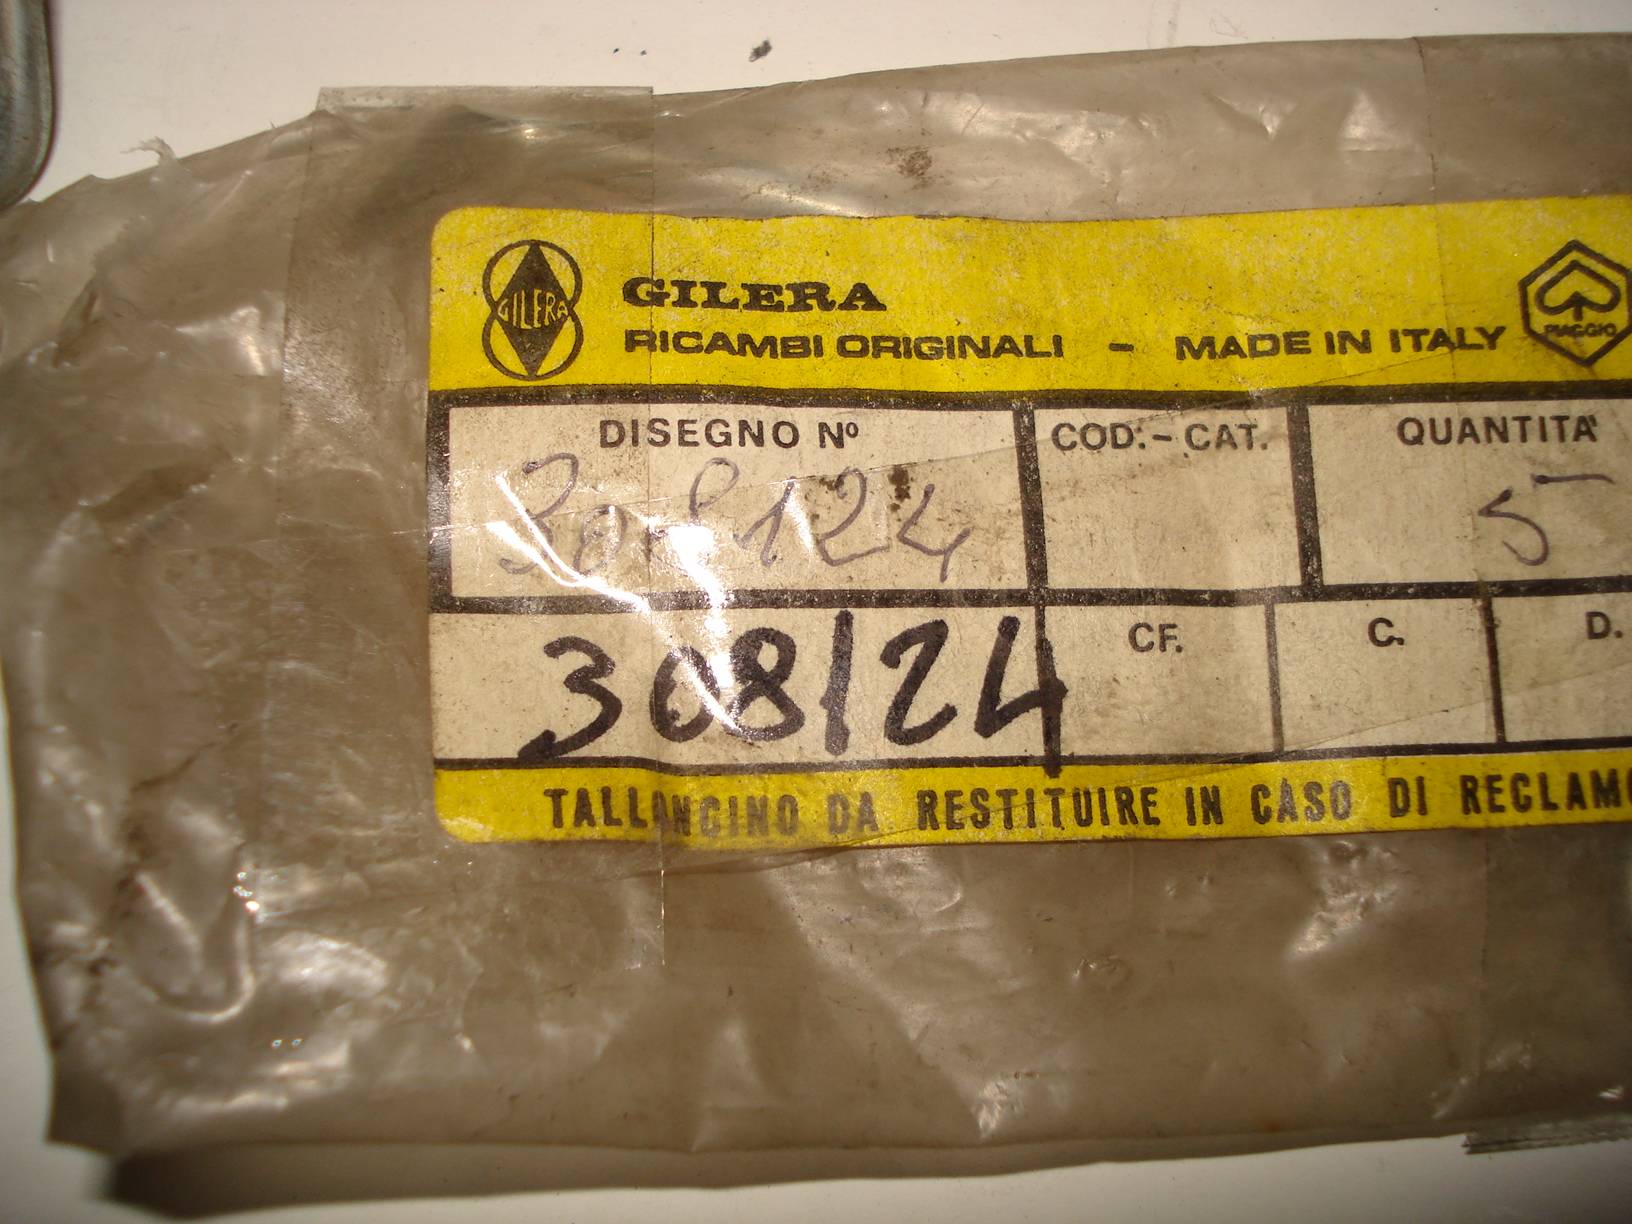 GILERA
GILERA
RICAMBI ORIGINALI - MADE IN ITALY
PIAGGIO
DISEGNO Nº
COD. - CAT.
QUANTITA'
308124
5
308124
CF.
C.
D.
TALLONCINO DA RESTITUIRE IN CASO DI RECLAMO